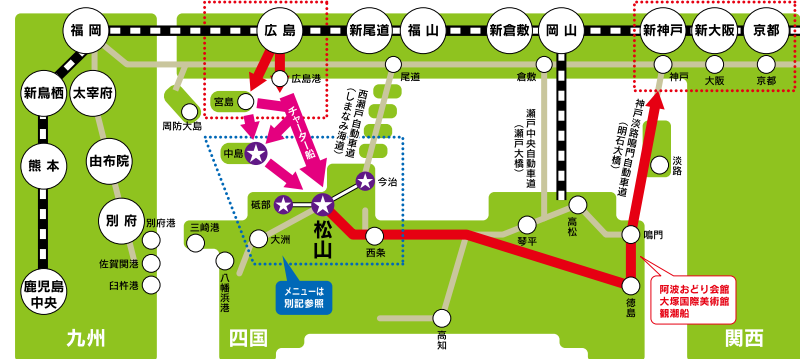 福岡
広島
新尾道
福山
新倉敷
岡山
新神戸
新大阪
京都
新鳥栖
太宰府
周防大島
宮島
広島港
尾道
倉敷
神戸
大阪
京都
西瀬戸自動車道
(しまなみ海道)
チャーター船
瀬戸中央自動車道
(瀬戸大橋)
神戸淡路鳴門自動車道
(明石大橋)
淡路
熊本
由布院
中島
今治
砥部
松山
別府
別府港
三崎港
大洲
西条
琴平
高松
鳴門
佐賀関港
臼杵港
八幡浜港
鹿児島
中央
メニューは
別記参照
徳島
阿波おどり会館
大塚国際美術館
観潮船
高知
九州
四国
関西